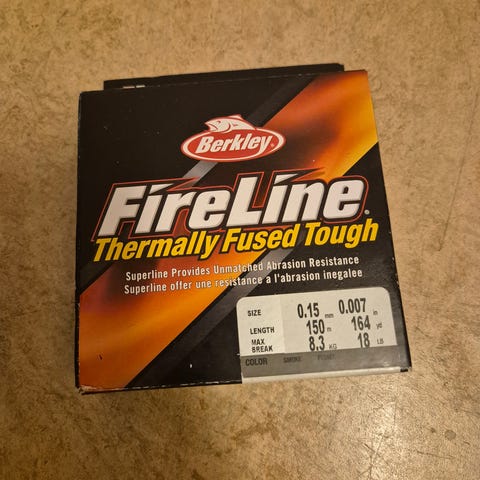 Berkley
FireLine®
Thermally Fused Tough
Superline Provides Unmatched Abrasion Resistance
Superline offer une resistance a l'abrasion inegalee
SIZE 0.15 mm 0.007 in
LENGTH 150 m 164 yd
MAX BREAK 8.3 KG 18 LB
COLOR SMOKE